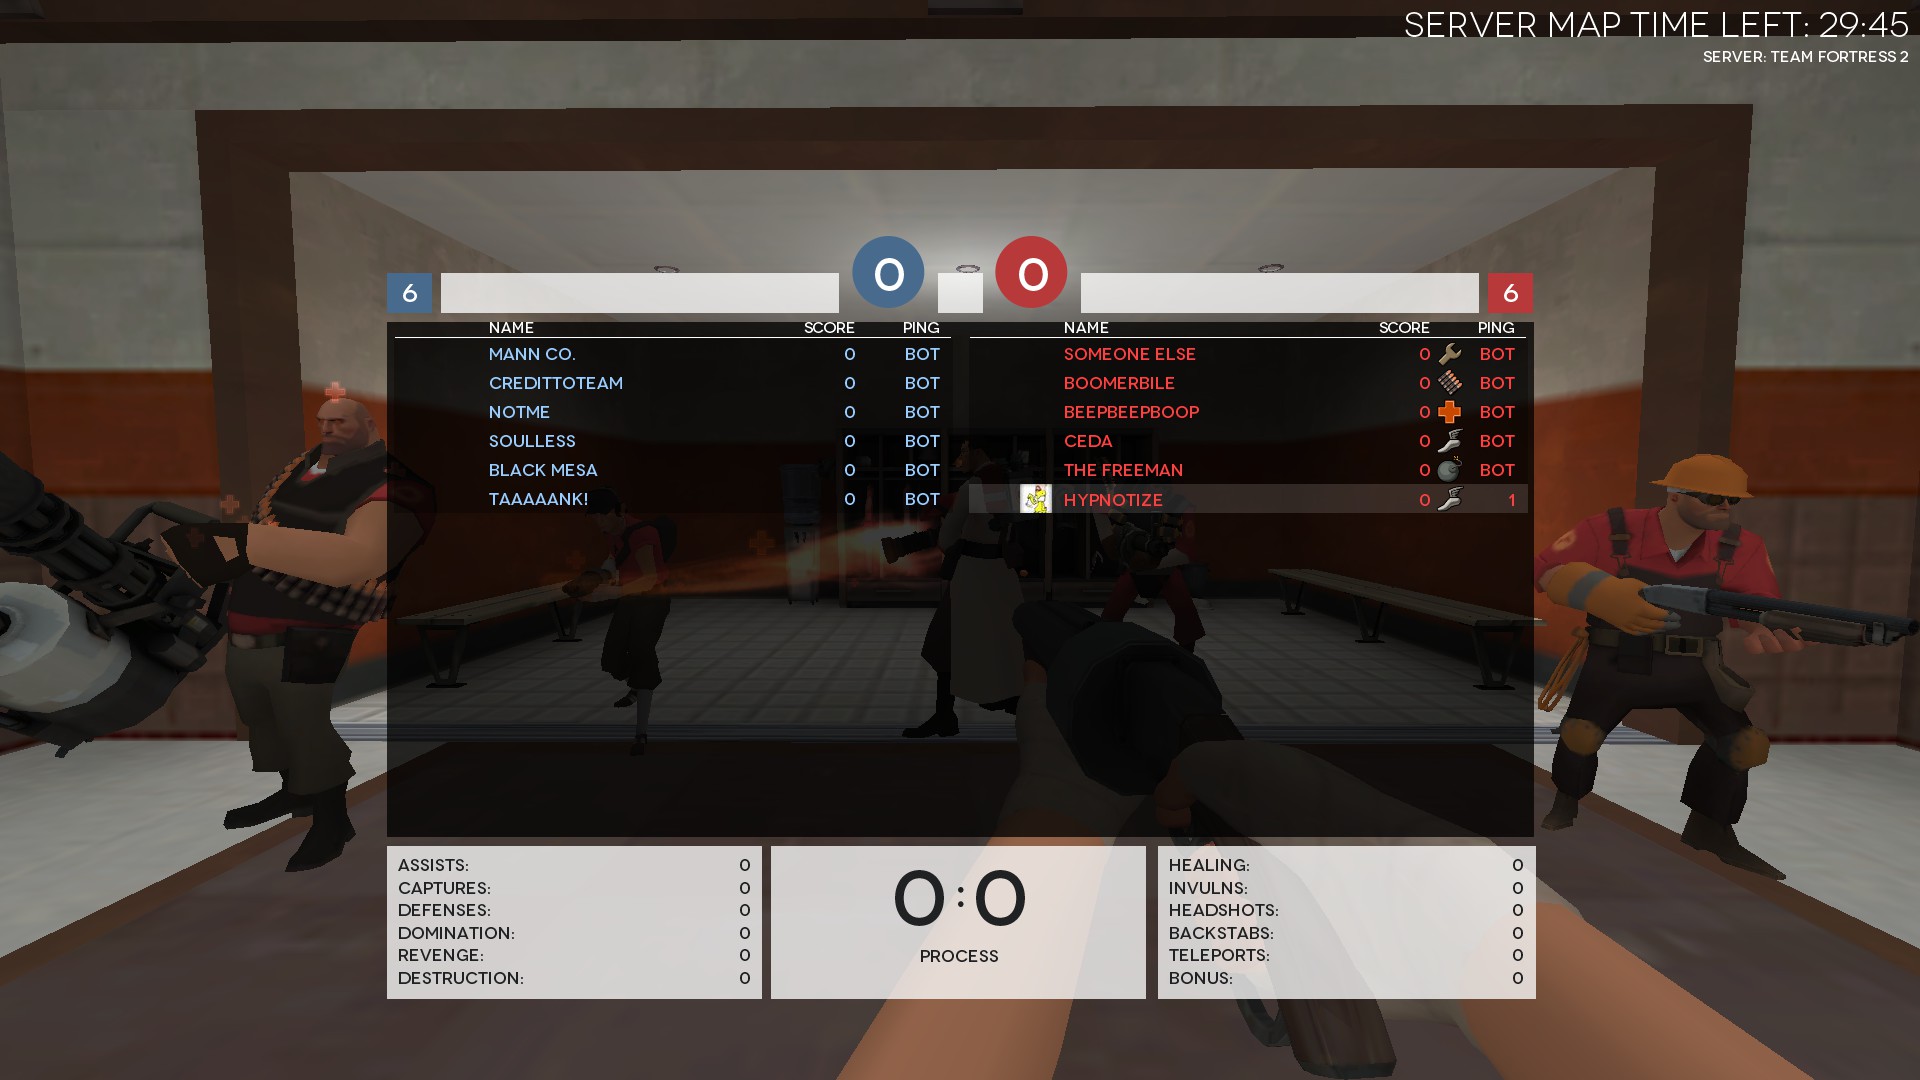 SERVER MAP TIME LEFT: 29:45
SERVER: TEAM FORTRESS 2
6 0 0 6
NAME SCORE PING
MANN CO. 0 BOT
CREDITTOTEAM 0 BOT
NOTME 0 BOT
SOULLESS 0 BOT
BLACK MESA 0 BOT
TAAAAANK! 0 BOT
NAME SCORE PING
SOMEONE ELSE 0 BOT
BOOMERBILE 0 BOT
BEEPBEEPBOOP 0 BOT
CEDA 0 BOT
THE FREEMAN 0 BOT
HYPNOTIZE 0 1
ASSISTS: 0
CAPTURES: 0
DEFENSES: 0
DOMINATION: 0
REVENGE: 0
DESTRUCTION: 0
0:0
PROCESS
HEALING: 0
INVULNS: 0
HEADSHOTS: 0
BACKSTABS: 0
TELEPORTS: 0
BONUS: 0